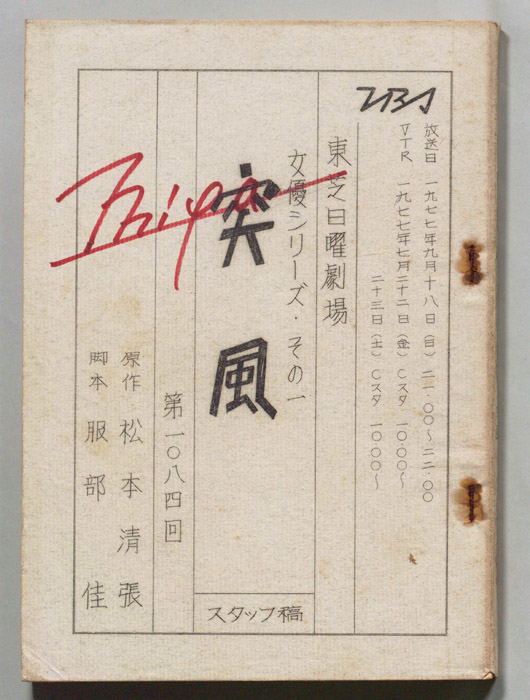 TBS
放送日 一九七七年九月十八日(日)二一.〇〇〜二二.〇〇
VTR 一九七七年七月二十二日(金)Cスタ 一〇.〇〇〜
二十三日(土)Cスタ 一〇.〇〇〜
東芝日曜劇場
女優シリーズ・その一
突風
スタッフ稿
第一〇八四回
原作 松本清張
脚本 服部佳